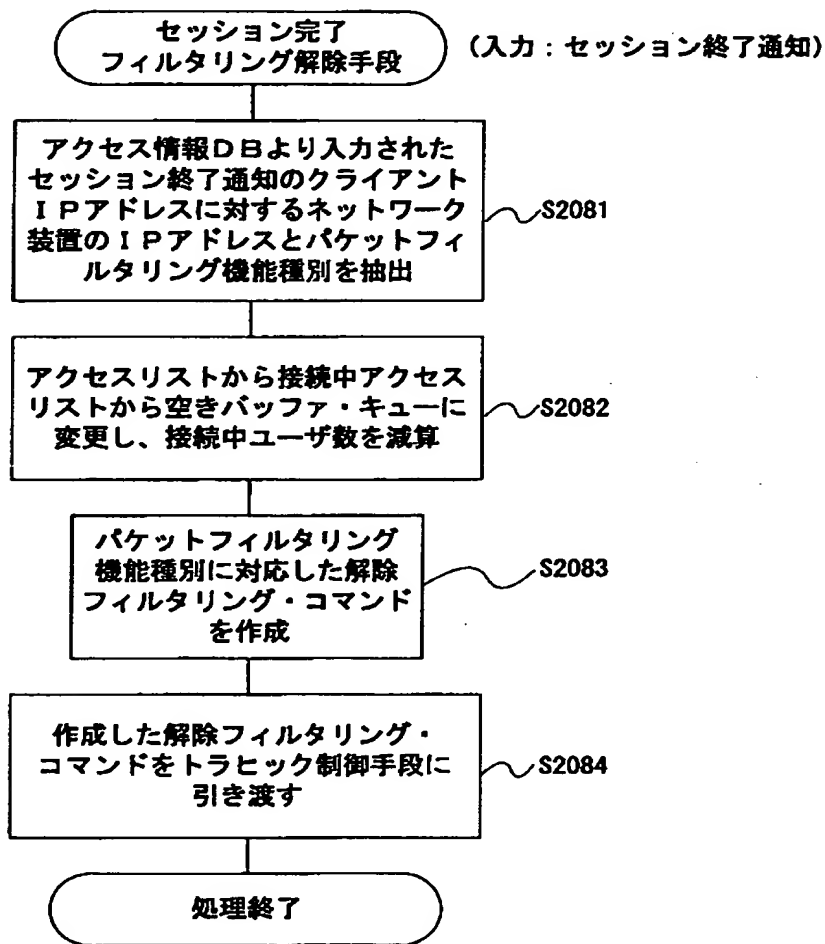 セッション完了
フィルタリング解除手段
(入力：セッション終了通知)
アクセス情報ＤＢより入力された
セッション終了通知のクライアント
ＩＰアドレスに対するネットワーク
装置のＩＰアドレスとパケットフィ
ルタリング機能種別を抽出
S2081
アクセスリストから接続中アクセス
リストから空きバッファ・キューに
変更し、接続中ユーザ数を減算
S2082
パケットフィルタリング
機能種別に対応した解除
フィルタリング・コマンド
を作成
S2083
作成した解除フィルタリング・
コマンドをトラヒック制御手段に
引き渡す
S2084
処理終了